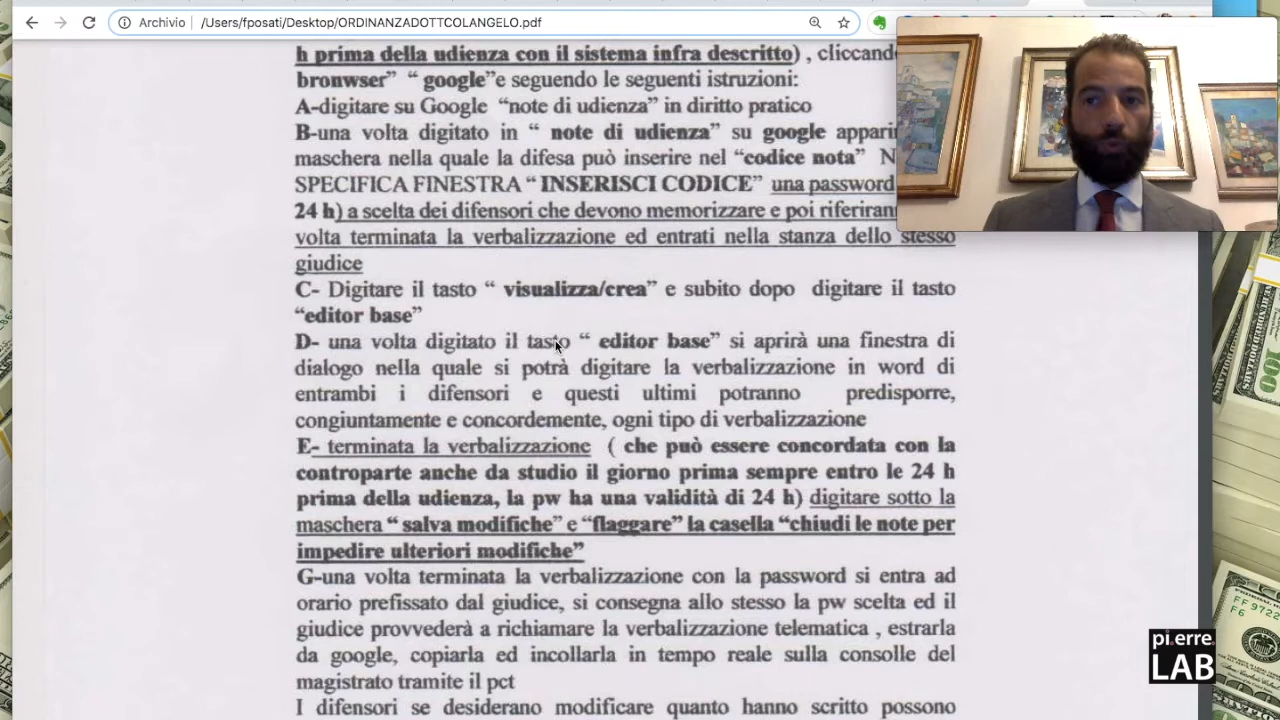 Archivio
/Users/fposati/Desktop/ORDINANZADOTTCOLANGELO.pdf
h prima della udienza con il sistema infra descritto) , cliccando
bronwser” “ google”e seguendo le seguenti istruzioni:
A-digitare su Google “note di udienza” in diritto pratico
B-una volta digitato in “ note di udienza” su google
maschera nella quale la difesa può inserire nel “codice nota”
SPECIFICA FINESTRA “ INSERISCI CODICE” una password
24 h) a scelta dei difensori che devono memorizzare e poi
volta terminata la verbalizzazione ed entrati nella stanza dello stesso
giudice
C- Digitare il tasto “ visualizza/crea” e subito dopo digitare il tasto
“editor base”
D- una volta digitato il tasto “ editor base” si aprirà una finestra di
dialogo nella quale si potrà digitare la verbalizzazione in word di
entrambi i difensori e questi ultimi potranno predisporre,
congiuntamente e concordemente, ogni tipo di verbalizzazione
E- terminata la verbalizzazione ( che può essere concordata con la
controparte anche da studio il giorno prima sempre entro le 24 h
prima della udienza, la pw ha una validità di 24 h) digitare sotto la
maschera “ salva modifiche” e “flaggare” la casella “chiudi le note per
impedire ulteriori modifiche”
G-una volta terminata la verbalizzazione con la password si entra ad
orario prefissato dal giudice, si consegna allo stesso la pw scelta ed il
giudice provvederà a richiamare la verbalizzazione telematica , estrarla
da google, copiarla ed incollarla in tempo reale sulla consolle del
magistrato tramite il pct
I difensori se desiderano modificare quanto hanno scritto possono
pi.erre
LAB